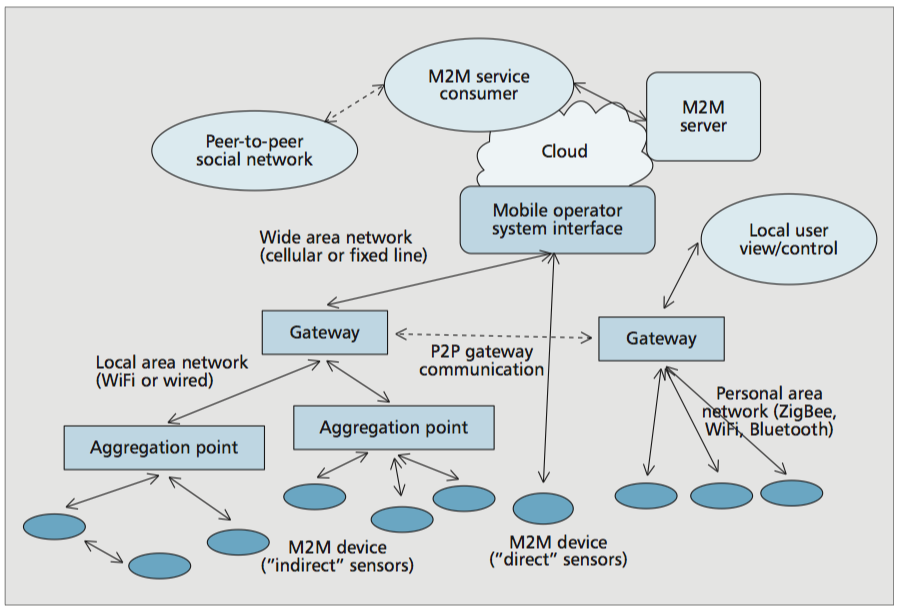 M2M service
consumer
M2M
server
Peer-to-peer
social network
Cloud
Mobile operator
system interface
Wide area network
(cellular or fixed line)
Local user
view/control
Gateway
Gateway
P2P gateway
communication
Local area network
(WiFi or wired)
Personal area
network (ZigBee,
WiFi, Bluetooth)
Aggregation point
Aggregation point
M2M device
("indirect" sensors)
M2M device
("direct" sensors)